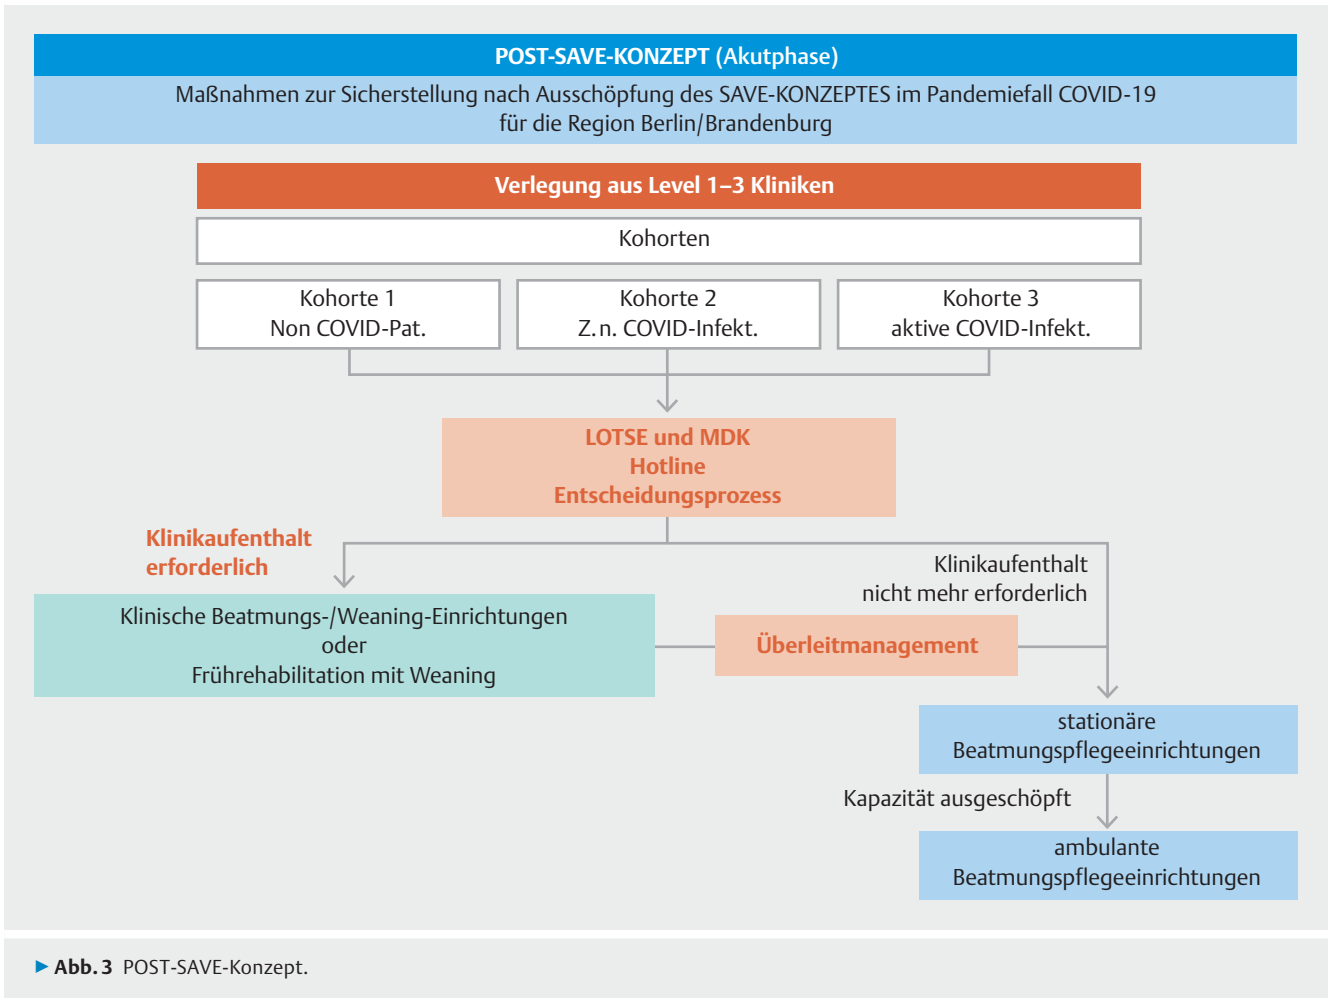 POST-SAVE-KONZEPT (Akutphase)
Maßnahmen zur Sicherstellung nach Ausschöpfung des SAVE-KONZEPTES im Pandemiefall COVID-19
für die Region Berlin/Brandenburg
Verlegung aus Level 1–3 Kliniken
Kohorten
Kohorte 1
Non COVID-Pat.
Kohorte 2
Z. n. COVID-Infekt.
Kohorte 3
aktive COVID-Infekt.
LOTSE und MDK
Hotline
Entscheidungsprozess
Klinikaufenthalt
erforderlich
Klinikaufenthalt
nicht mehr erforderlich
Klinische Beatmungs-/Weaning-Einrichtungen
oder
Frührehabilitation mit Weaning
Überleitmanagement
stationäre
Beatmungspflegeeinrichtungen
Kapazität ausgeschöpft
ambulante
Beatmungspflegeeinrichtungen
▶ Abb. 3 POST-SAVE-Konzept.